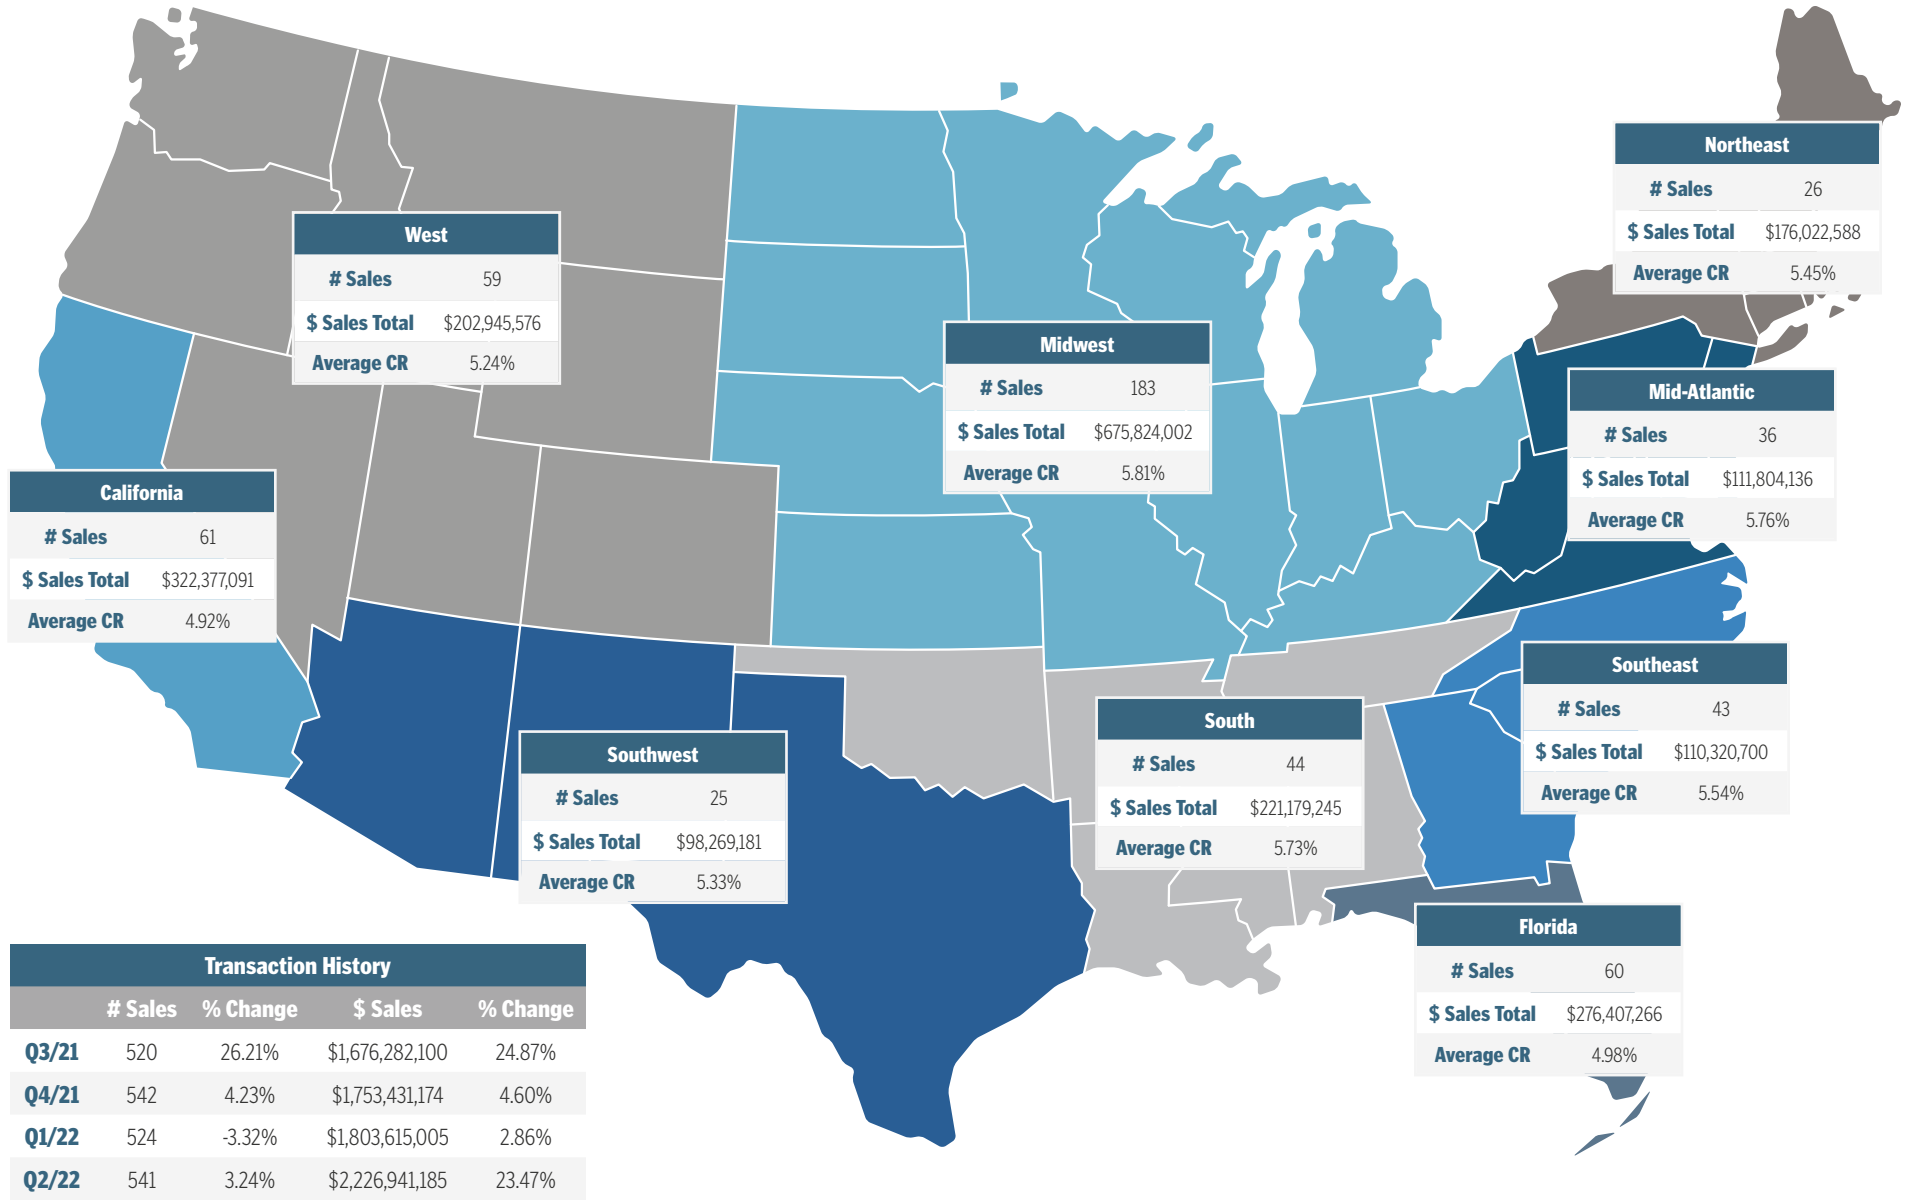 Northeast
# Sales 26
$ Sales Total $176,022,588
Average CR 5.45%
West
# Sales 59
$ Sales Total $202,945,576
Average CR 5.24%
Midwest
# Sales 183
$ Sales Total $675,824,002
Average CR 5.81%
Mid-Atlantic
# Sales 36
$ Sales Total $111,804,136
Average CR 5.76%
California
# Sales 61
$ Sales Total $322,377,091
Average CR 4.92%
Southeast
# Sales 43
$ Sales Total $110,320,700
Average CR 5.54%
South
# Sales 44
$ Sales Total $221,179,245
Average CR 5.73%
Southwest
# Sales 25
$ Sales Total $98,269,181
Average CR 5.33%
Florida
# Sales 60
$ Sales Total $276,407,266
Average CR 4.98%
Transaction History
# Sales % Change $ Sales % Change
Q3/21 520 26.21% $1,676,282,100 24.87%
Q4/21 542 4.23% $1,753,431,174 4.60%
Q1/22 524 -3.32% $1,803,615,005 2.86%
Q2/22 541 3.24% $2,226,941,185 23.47%